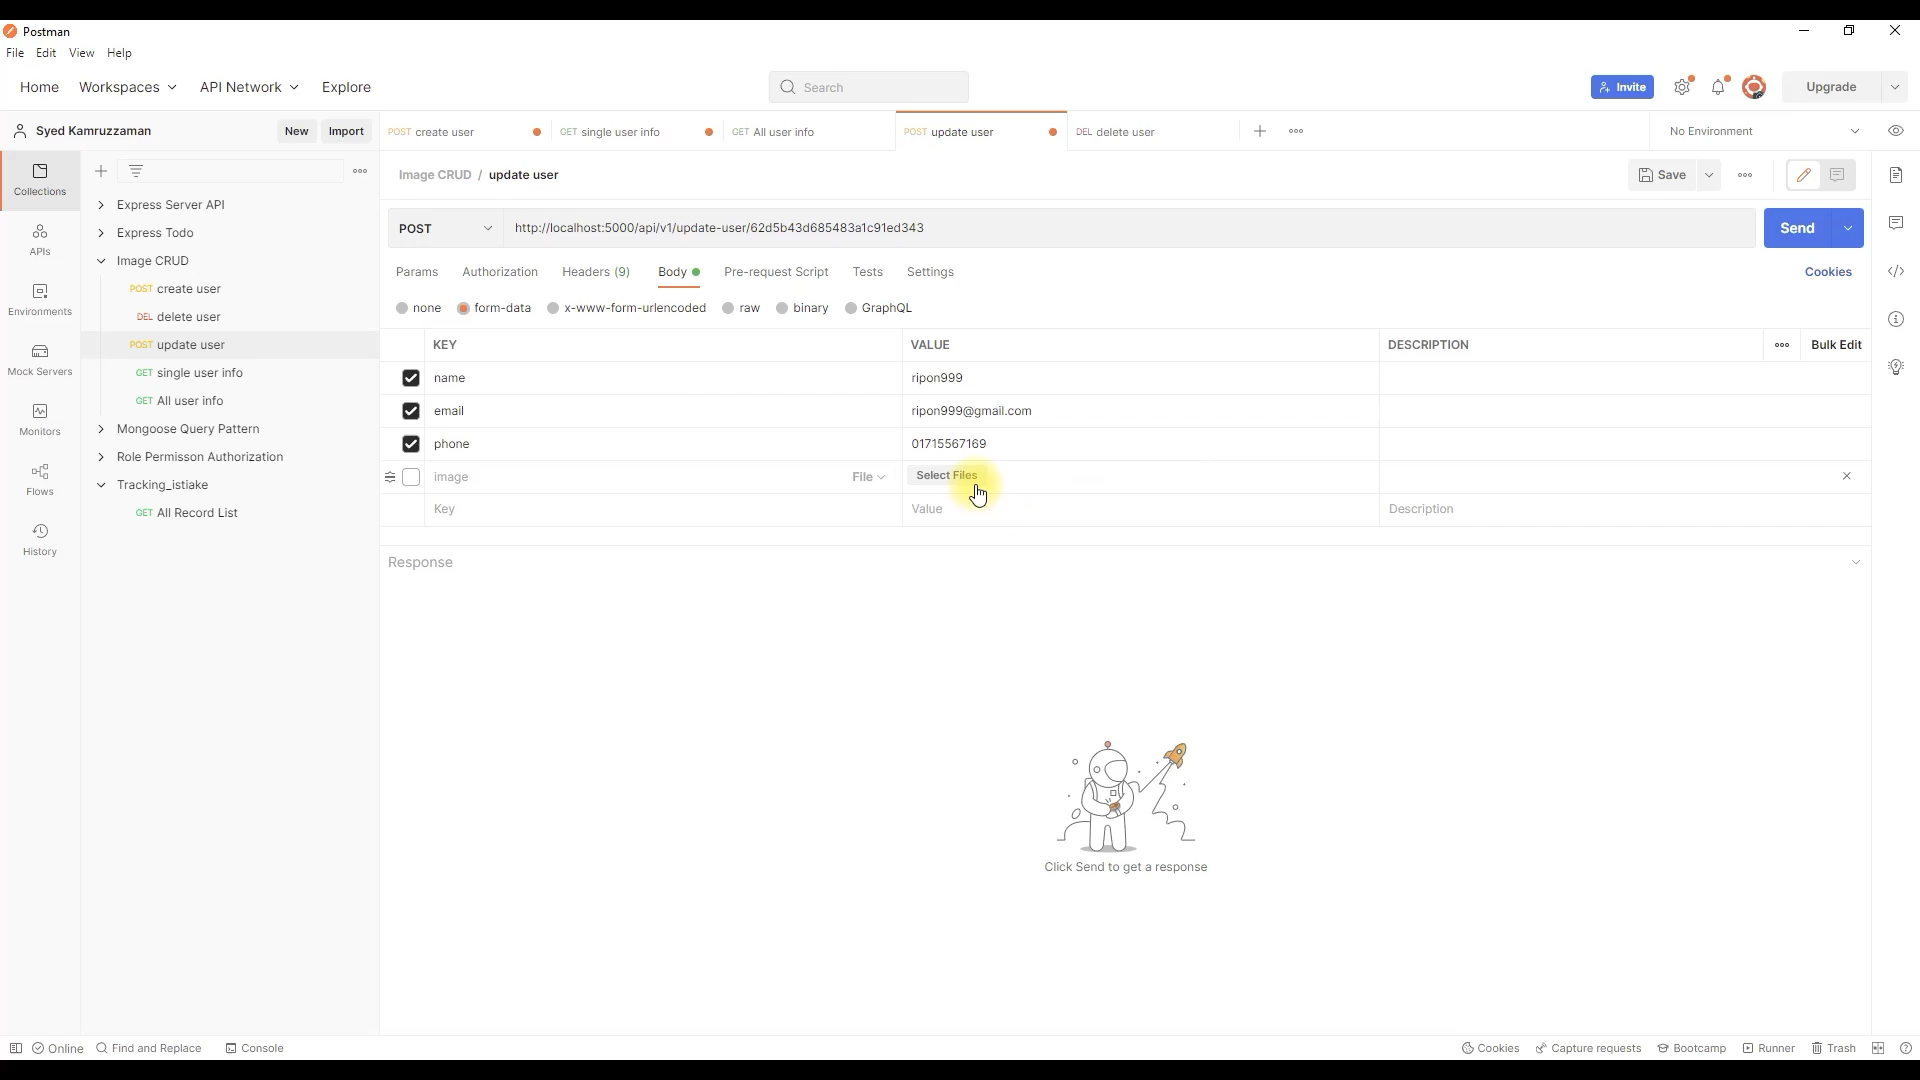 Postman
File Edit View Help
Home Workspaces API Network Explore Search Invite Upgrade
Syed Kamruzzaman New Import POST create user GET single user info GET All user info POST update user DEL delete user No Environment
Collections
APIs
Environments
Mock Servers
Monitors
Flows
History
Express Server API
Express Todo
Image CRUD
POST create user
DEL delete user
POST update user
GET single user info
GET All user info
Mongoose Query Pattern
Role Permisson Authorization
Tracking_istiake
GET All Record List
Image CRUD / update user Save
POST http://localhost:5000/api/v1/update-user/62d5b43d685483a1c91ed343 Send
Params Authorization Headers (9) Body Pre-request Script Tests Settings Cookies
none form-data x-www-form-urlencoded raw binary GraphQL
KEY VALUE DESCRIPTION Bulk Edit
name ripon999
email ripon999@gmail.com
phone 01715567169
image File Select Files
Key Value Description
Response
Click Send to get a response
Online Find and Replace Console Cookies Capture requests Bootcamp Runner Trash